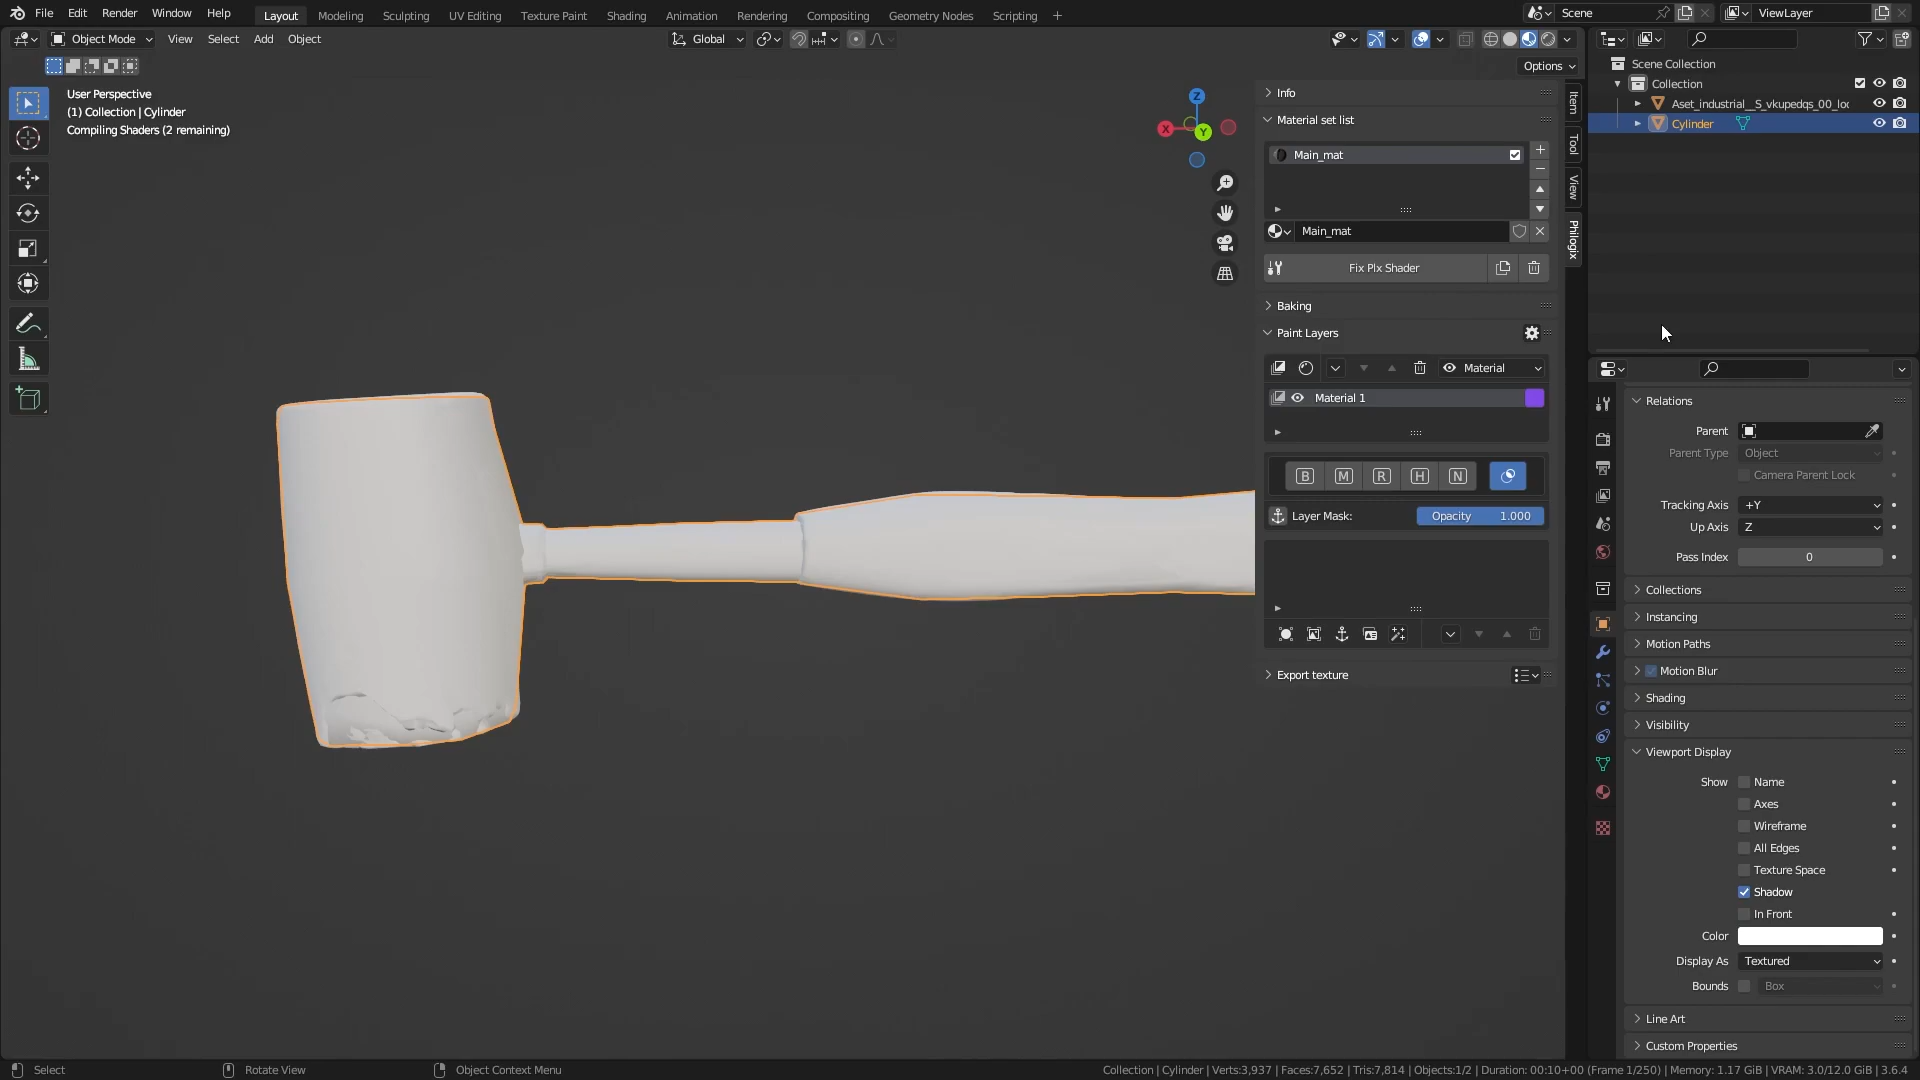 File Edit Render Window Help
Layout Modeling Sculpting UV Editing Texture Paint Shading Animation Rendering Compositing Geometry Nodes Scripting +
Scene
ViewLayer
Object Mode
View Select Add Object
Global
Options
User Perspective
(1) Collection | Cylinder
Compiling Shaders (2 remaining)
Z
X
Y
Info
Material set list
Main_mat
Main_mat
Fix Plx Shader
Baking
Paint Layers
Material
Material 1
B M R H N
Layer Mask:
Opacity 1.000
Export texture
Item
Tool
View
Philogix
Scene Collection
Collection
Aset_industrial__S_vkupedqs_00_loc
Cylinder
Relations
Parent
Parent Type Object
Camera Parent Lock
Tracking Axis +Y
Up Axis Z
Pass Index 0
Collections
Instancing
Motion Paths
Motion Blur
Shading
Visibility
Viewport Display
Show Name
Axes
Wireframe
All Edges
Texture Space
Shadow
In Front
Color
Display As Textured
Bounds Box
Line Art
Custom Properties
Select
Rotate View
Object Context Menu
Collection | Cylinder | Verts:3,937 | Faces:7,652 | Tris:7,814 | Objects:1/2 | Duration: 00:10+00 (Frame 1/250) | Memory: 1.17 GiB | VRAM: 3.0/12.0 GiB | 3.6.4